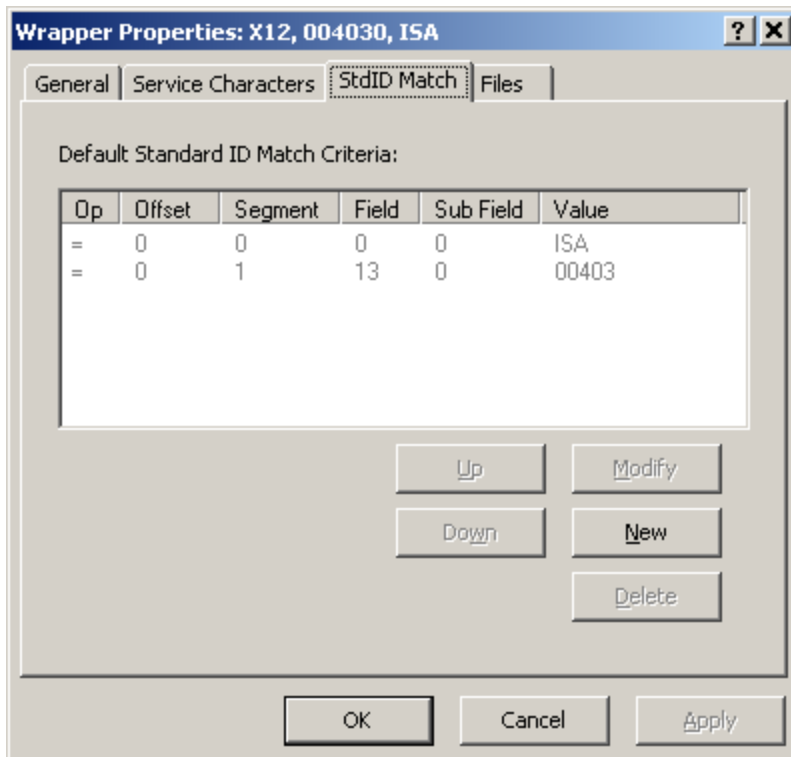 Wrapper Properties: X12, 004030, ISA
General Service Characters StdID Match Files
Default Standard ID Match Criteria:
Op Offset Segment Field Sub Field Value
= 0 0 0 0 ISA
= 0 1 13 0 00403
Up Modify
Down New
Delete
OK Cancel Apply